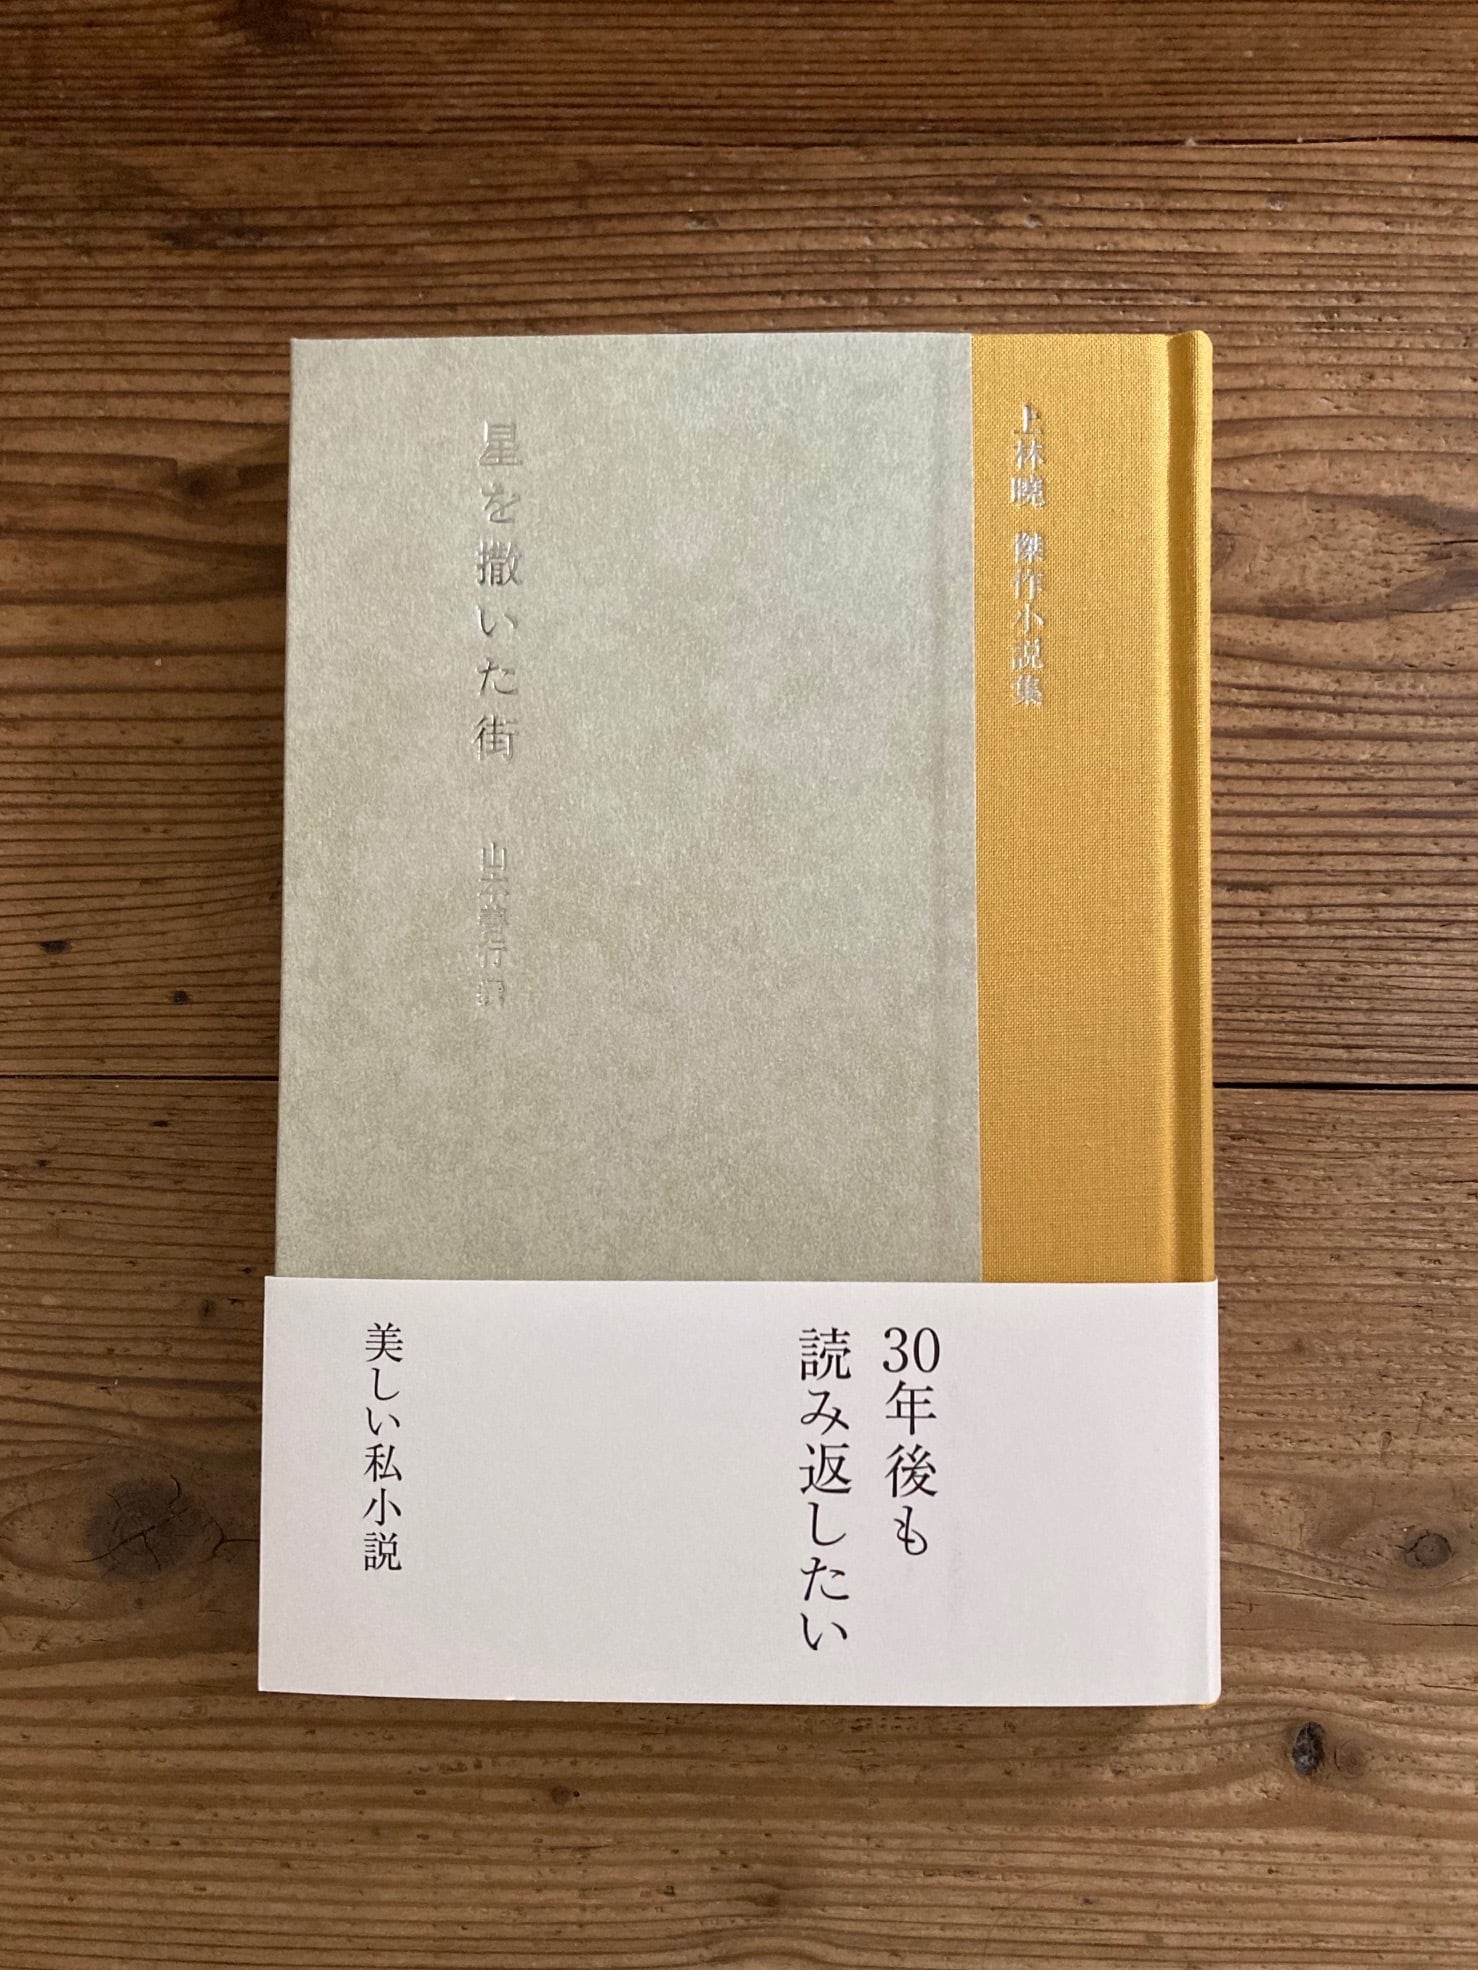 上林曉 傑作小説集
星を撒いた街 山本善行 撰
30年後も
読み返したい
美しい私小説